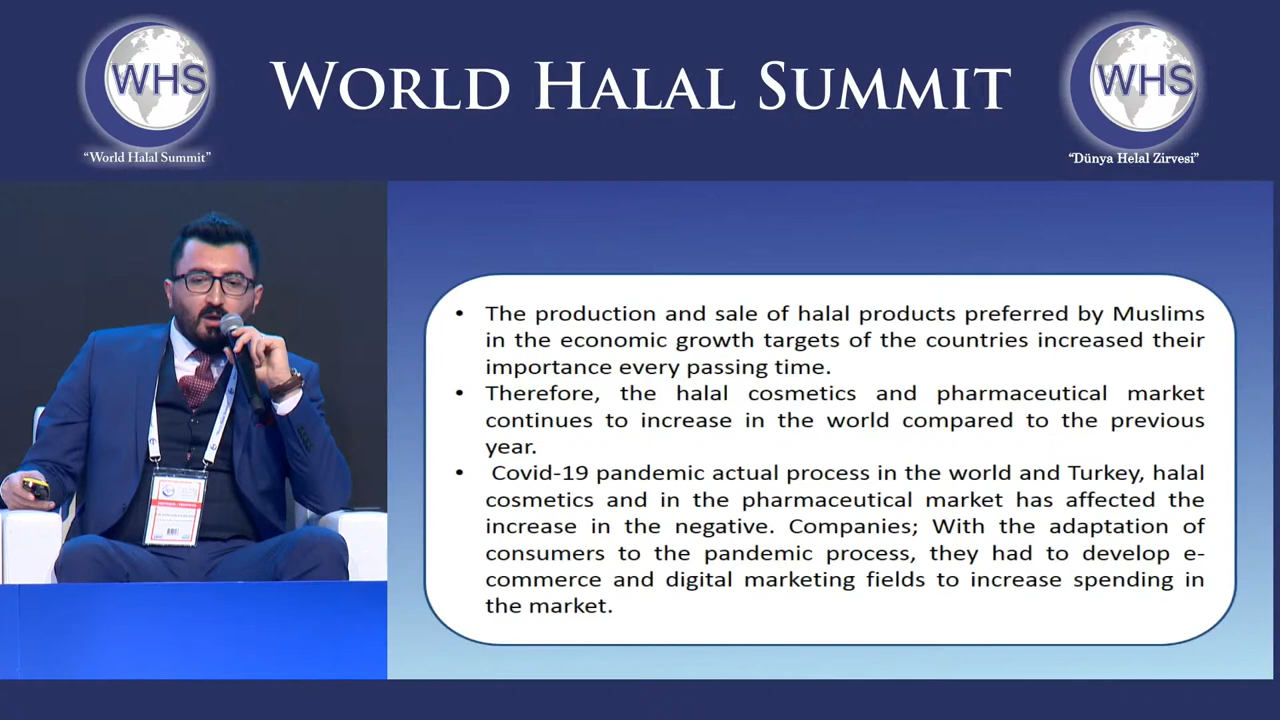 WHS
"World Halal Summit"
WORLD HALAL SUMMIT
WHS
"Dünya Helal Zirvesi"
• The production and sale of halal products preferred by Muslims
in the economic growth targets of the countries increased their
importance every passing time.
• Therefore, the halal cosmetics and pharmaceutical market
continues to increase in the world compared to the previous
year.
• Covid-19 pandemic actual process in the world and Turkey, halal
cosmetics and in the pharmaceutical market has affected the
increase in the negative. Companies; With the adaptation of
consumers to the pandemic process, they had to develop e-
commerce and digital marketing fields to increase spending in
the market.